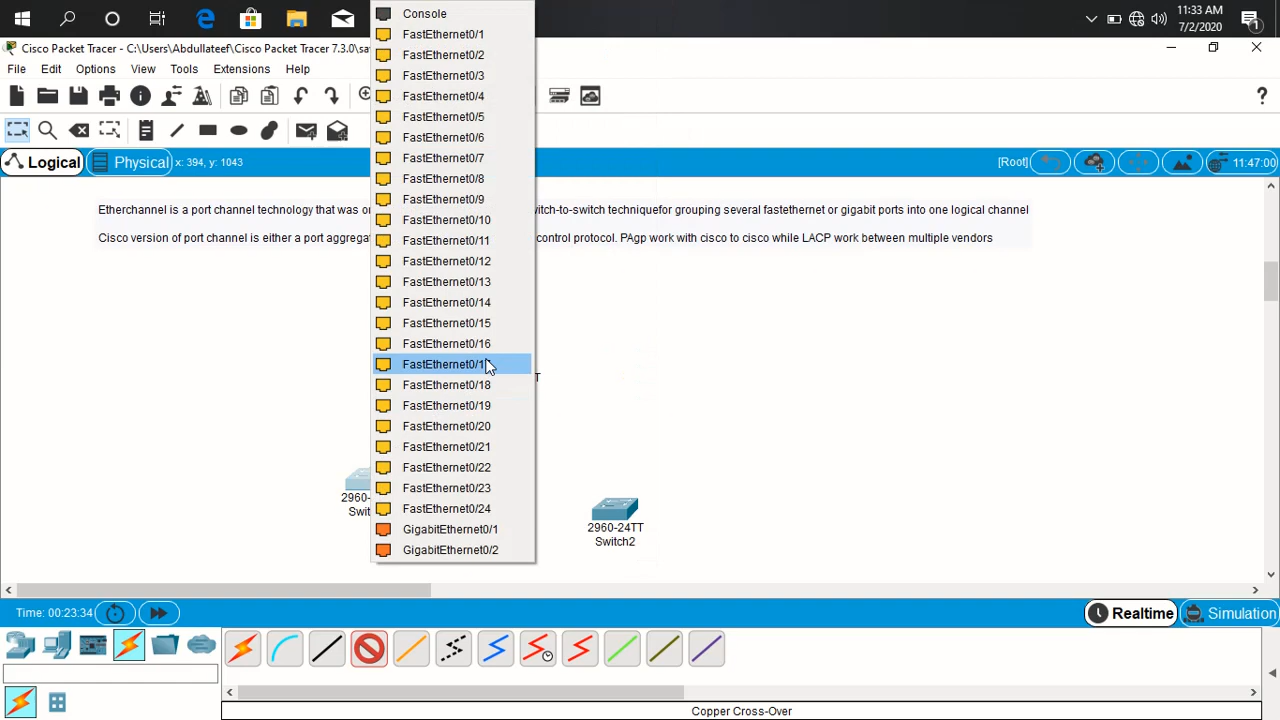 11:33 AM
7/2/2020
Cisco Packet Tracer - C:\Users\Abdullateef\Cisco Packet Tracer 7.3.0\sa
File Edit Options View Tools Extensions Help
Logical Physical x: 394, y: 1043 [Root] 11:47:00
Etherchannel is a port channel technology that was or
witch-to-switch techniquefor grouping several fastethernet or gigabit ports into one logical channel
Cisco version of port channel is either a port aggregat
control protocol. PAgp work with cisco to cisco while LACP work between multiple vendors
Console
FastEthernet0/1
FastEthernet0/2
FastEthernet0/3
FastEthernet0/4
FastEthernet0/5
FastEthernet0/6
FastEthernet0/7
FastEthernet0/8
FastEthernet0/9
FastEthernet0/10
FastEthernet0/11
FastEthernet0/12
FastEthernet0/13
FastEthernet0/14
FastEthernet0/15
FastEthernet0/16
FastEthernet0/1
FastEthernet0/18
FastEthernet0/19
FastEthernet0/20
FastEthernet0/21
FastEthernet0/22
FastEthernet0/23
FastEthernet0/24
GigabitEthernet0/1
GigabitEthernet0/2
T
2960-
Swit
2960-24TT
Switch2
Time: 00:23:34 Realtime Simulation
Copper Cross-Over